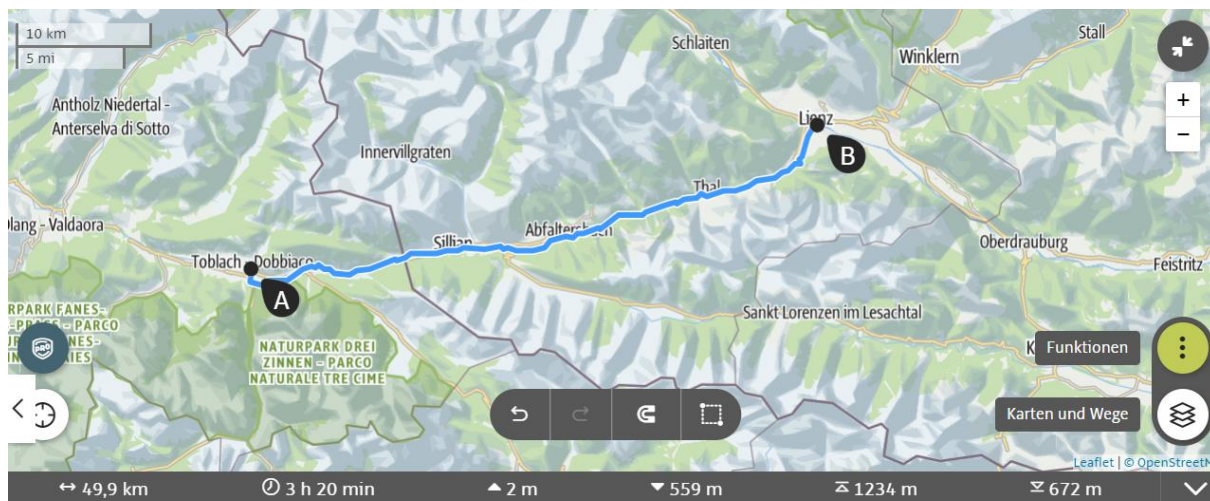 10 km
5 mi
Schlaiten
Stall
Winklern
Antholz Niedertal -
Anterselva di Sotto
Lienz
Innervillgraten
B
Thal
Olang - Valdaora
Sillian
Abfaltersbach
Oberdrauburg
Toblach - Dobbiaco
Feistritz
A
Sankt Lorenzen im Lesachtal
NATURPARK DREI
ZINNEN - PARCO
NATURALE TRE CIME
PRO
Funktionen
Karten und Wege
Leaflet | © OpenStreetM
49,9 km
3 h 20 min
2 m
559 m
1234 m
672 m